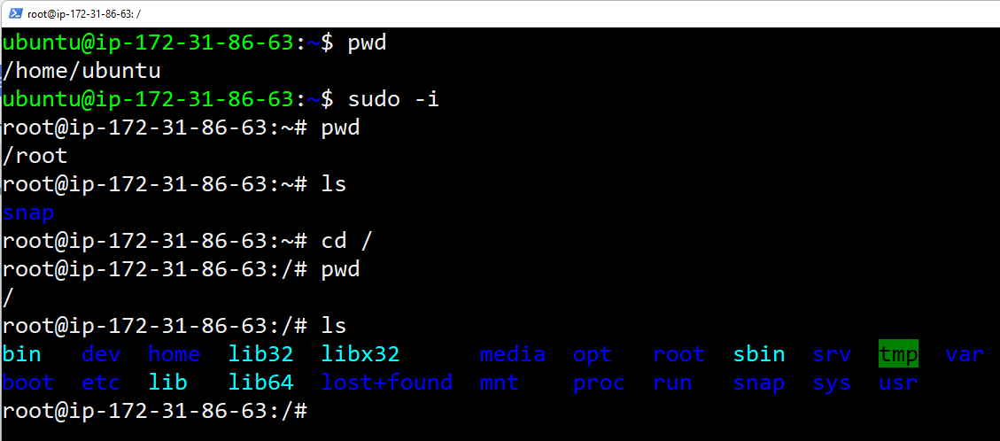 root@ip-172-31-86-63: /
ubuntu@ip-172-31-86-63:~$ pwd
/home/ubuntu
ubuntu@ip-172-31-86-63:~$ sudo -i
root@ip-172-31-86-63:~# pwd
/root
root@ip-172-31-86-63:~# ls
snap
root@ip-172-31-86-63:~# cd /
root@ip-172-31-86-63:/# pwd
/
root@ip-172-31-86-63:/# ls
bin   dev  home  lib32  libx32      media  opt   root  sbin  srv  tmp  var
boot  etc  lib   lib64  lost+found  mnt    proc  run   snap  sys  usr
root@ip-172-31-86-63:/#